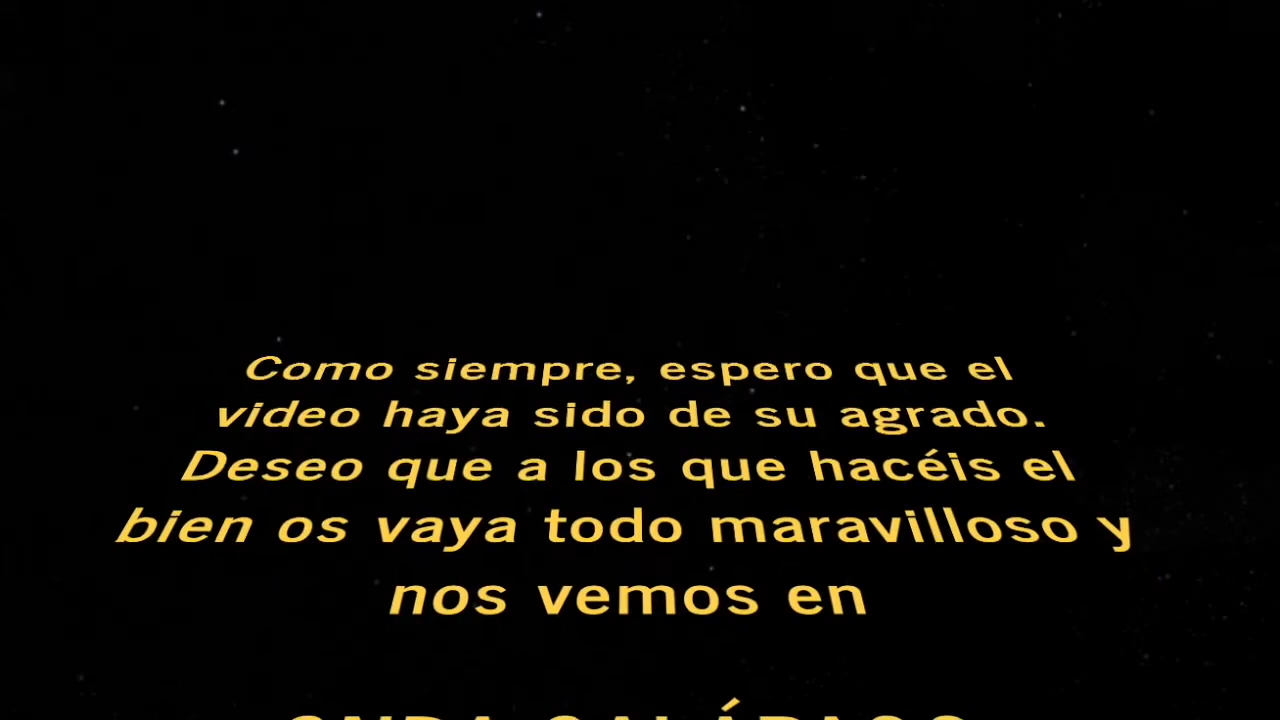 Como siempre, espero que el
video haya sido de su agrado.
Deseo que a los que hacéis el
bien os vaya todo maravilloso y
nos vemos en